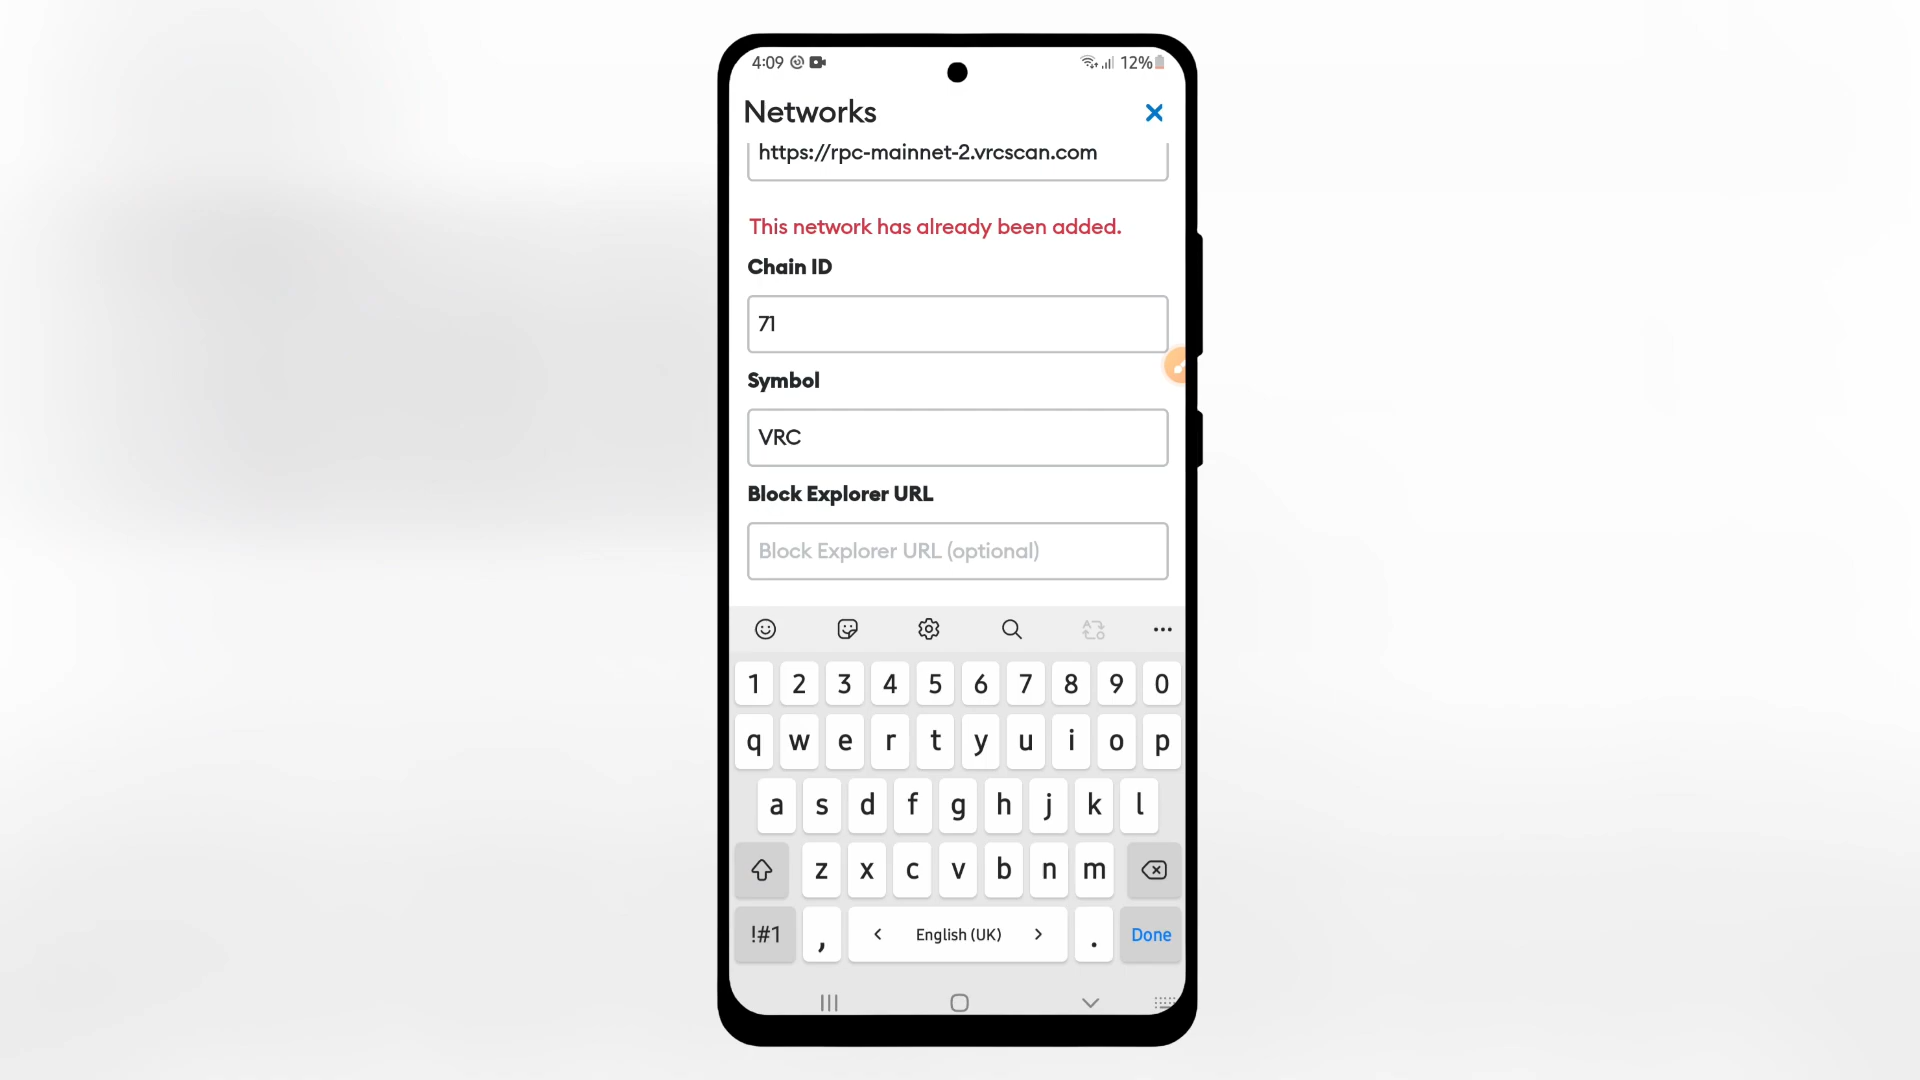 4:09 12%
Networks
https://rpc-mainnet-2.vrcscan.com
This network has already been added.
Chain ID
71
Symbol
VRC
Block Explorer URL
Block Explorer URL (optional)
1 2 3 4 5 6 7 8 9 0
q w e r t y u i o p
a s d f g h j k l
z x c v b n m
!#1 , < English (UK) > . Done